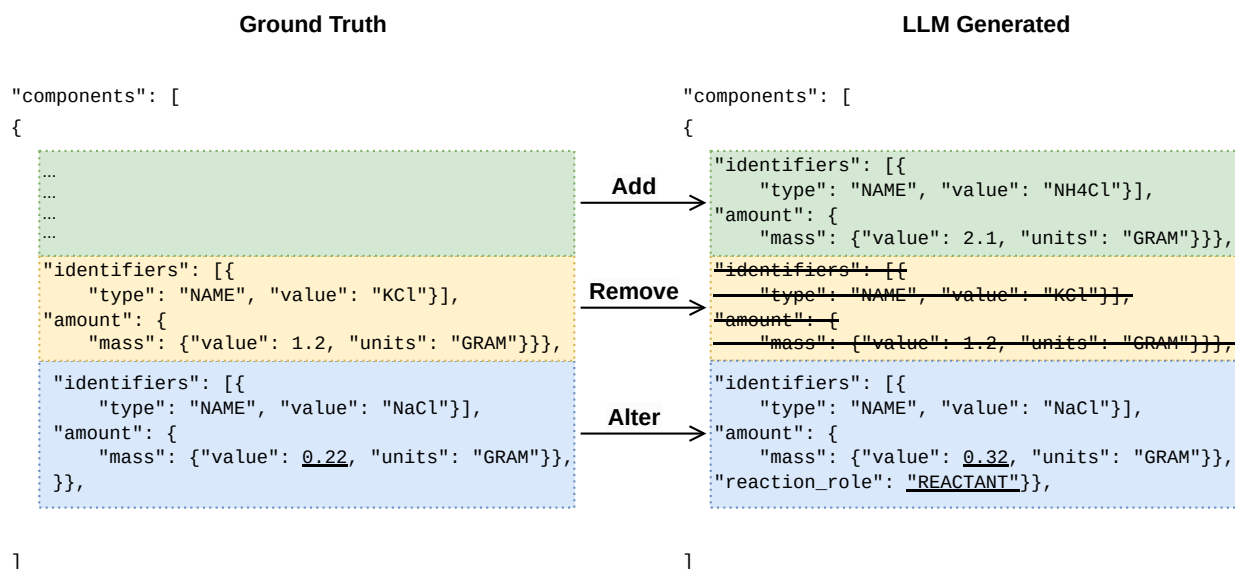 Ground Truth
"components": [
{
...
...
...
...
"identifiers": [{
"type": "NAME", "value": "KCl"}],
"amount": {
"mass": {"value": 1.2, "units": "GRAM"}}},
"identifiers": [{
"type": "NAME", "value": "NaCl"}],
"amount": {
"mass": {"value": 0.22, "units": "GRAM"}},
}},
]
Add
Remove
Alter
LLM Generated
"components": [
{
"identifiers": [{
"type": "NAME", "value": "NH4Cl"}],
"amount": {
"mass": {"value": 2.1, "units": "GRAM"}}},
"identifiers": [{
"type": "NAME", "value": "KCl"}],
"amount": {
"mass": {"value": 1.2, "units": "GRAM"}}},
"identifiers": [{
"type": "NAME", "value": "NaCl"}],
"amount": {
"mass": {"value": 0.32, "units": "GRAM"}},
"reaction_role": "REACTANT"}},
]